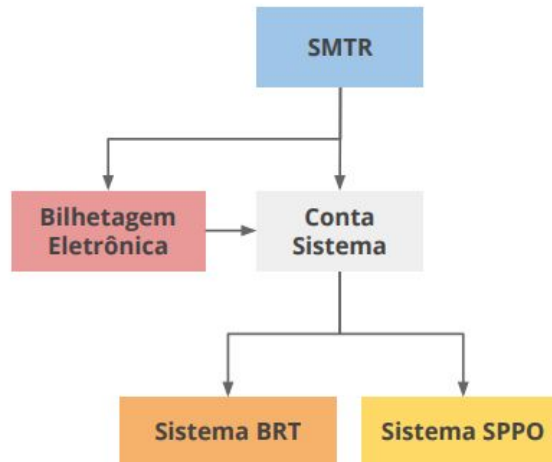 SMTR
Bilhetagem
Eletrônica
Conta
Sistema
Sistema BRT
Sistema SPPO